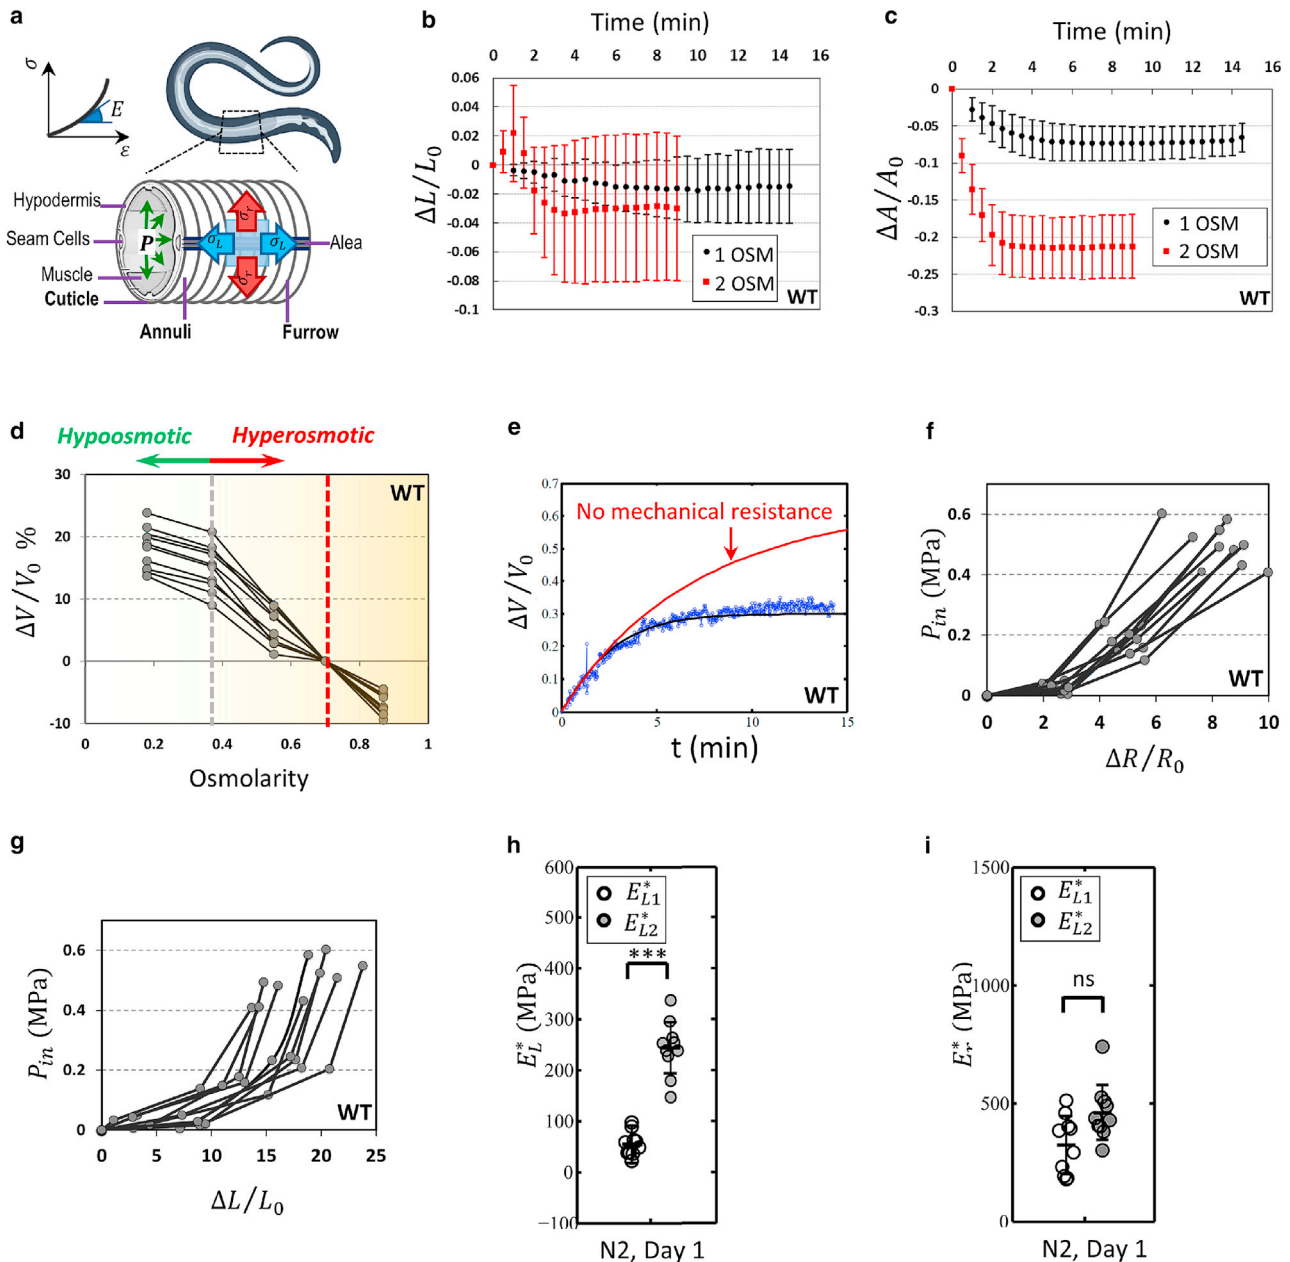 a
σ
E
ε
Hypodermis
Seam Cells
Muscle
Cuticle
Annuli
Furrow
Alea
P
σr
σL
σL
σr
b
Time (min)
0 2 4 6 8 10 12 14 16
0.06
0.04
0.02
0
-0.02
-0.04
-0.06
-0.08
-0.1
ΔL/L0
1 OSM
2 OSM
WT
c
Time (min)
0 2 4 6 8 10 12 14 16
0
-0.05
-0.1
-0.15
-0.2
-0.25
-0.3
ΔA/A0
1 OSM
2 OSM
WT
d
Hypoosmotic
Hyperosmotic
30
20
10
0
-10
ΔV/V0 %
WT
0 0.2 0.4 0.6 0.8 1
Osmolarity
e
0.7
0.6
0.5
0.4
0.3
0.2
0.1
0
ΔV/V0
No mechanical resistance
WT
0 5 10 15
t (min)
f
0.6
0.4
0.2
0
Pin (MPa)
WT
0 2 4 6 8 10
ΔR/R0
g
0.6
0.4
0.2
0
Pin (MPa)
WT
0 5 10 15 20 25
ΔL/L0
h
600
500
400
300
200
100
0
−100
E*L (MPa)
E*L1
E*L2
***
N2, Day 1
i
1500
1000
500
0
E*r (MPa)
E*L1
E*L2
ns
N2, Day 1